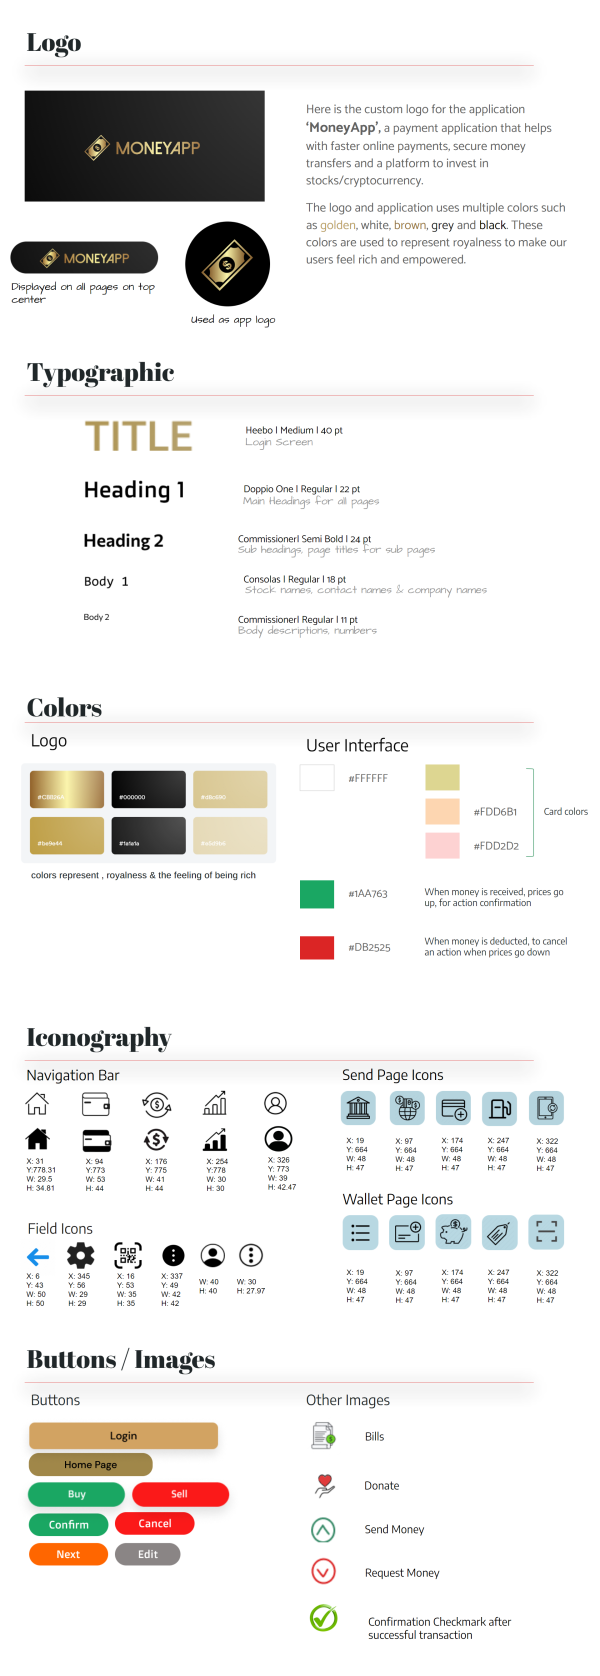 Logo
MONEYAPP
Here is the custom logo for the application
'MoneyApp', a payment application that helps
with faster online payments, secure money
transfers and a platform to invest in
stocks/cryptocurrency.
The logo and application uses multiple colors such
as golden, white, brown, grey and black. These
colors are used to represent royalness to make our
users feel rich and empowered.
MONEYAPP
Displayed on all pages on top
center
Used as app logo
Typographic
TITLE
Heebo | Medium | 40 pt
Login Screen
Heading 1
Doppio One | Regular | 22 pt
Main Headings for all pages
Heading 2
Commissioner| Semi Bold | 24 pt
Sub headings, page titles for sub pages
Body 1
Consolas | Regular | 18 pt
Stock names, contact names & company names
Body 2
Commissioner| Regular | 11 pt
Body descriptions, numbers
Colors
Logo
#000000
#be9a44
#1a1a1a
colors represent , royalness & the feeling of being rich
User Interface
#FFFFFF
#FDD6B1
Card colors
#FDD2D2
#1AA763
When money is received, prices go
up, for action confirmation
#DB2525
When money is deducted, to cancel
an action when prices go down
Iconography
Navigation Bar
X: 31 X: 94 X: 176 X: 254 X: 326
Y:778.31 Y:773 Y: 775 Y:778 Y: 773
W: 29.5 W: 53 W: 41 W: 30 W: 39
H: 34.81 H: 44 H: 44 H: 30 H: 42.47
Send Page Icons
X: 19 X: 97 X: 174 X: 247 X: 322
Y: 664 Y: 664 Y: 664 Y: 664 Y: 664
W: 48 W: 48 W: 48 W: 48 W: 48
H: 47 H: 47 H: 47 H: 47 H: 47
Field Icons
X: 6 X: 345 X: 16 X: 337
Y: 43 Y: 56 Y: 53 Y: 49 W: 40 W: 30
W: 50 W: 29 W: 35 W: 42 H: 40 H: 27.97
H: 50 H: 29 H: 35 H: 42
Wallet Page Icons
X: 19 X: 97 X: 174 X: 247 X: 322
Y: 664 Y: 664 Y: 664 Y: 664 Y: 664
W: 48 W: 48 W: 48 W: 48 W: 48
H: 47 H: 47 H: 47 H: 47 H: 47
Buttons / Images
Buttons
Login
Home Page
Buy Sell
Confirm Cancel
Next Edit
Other Images
Bills
Donate
Send Money
Request Money
Confirmation Checkmark after
successful transaction